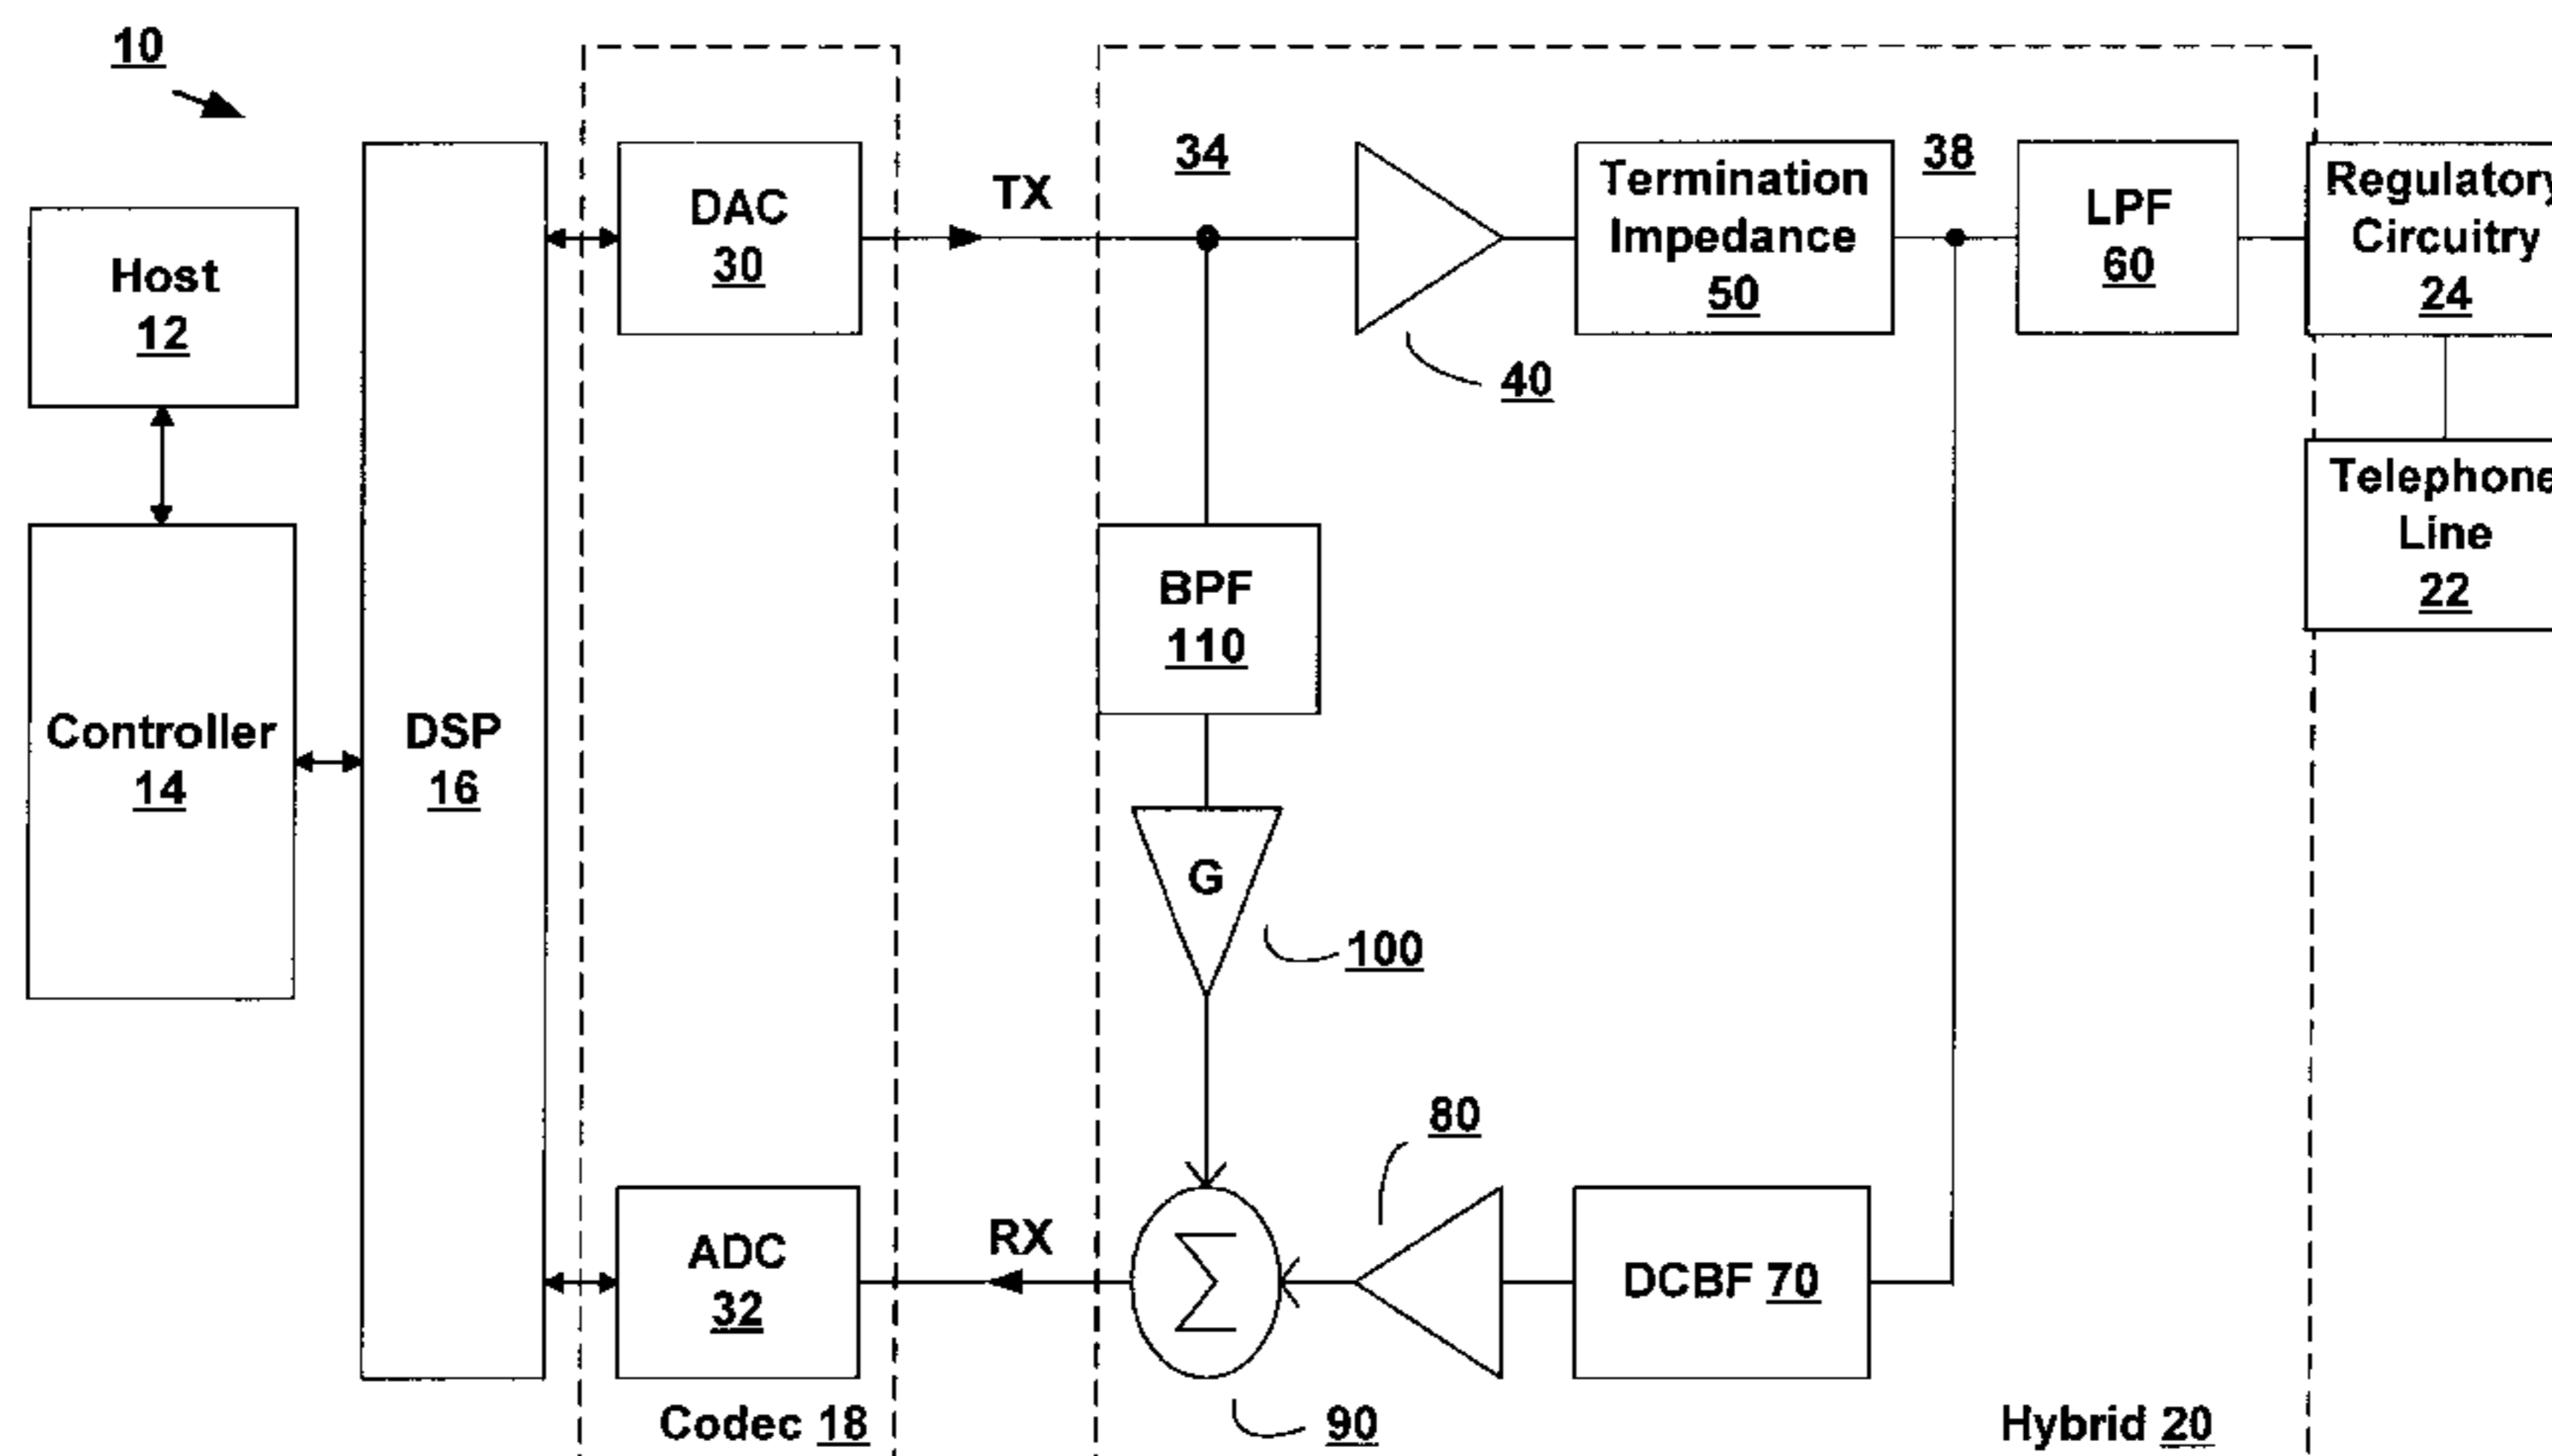 10
Host
12
Controller
14
DSP
16
DAC
30
TX
34
40
Termination
Impedance
50
38
LPF
60
Regulatory
Circuitry
24
Telephone
Line
22
BPF
110
G
100
80
ADC
32
RX
Σ
90
DCBF 70
Codec 18
Hybrid 20